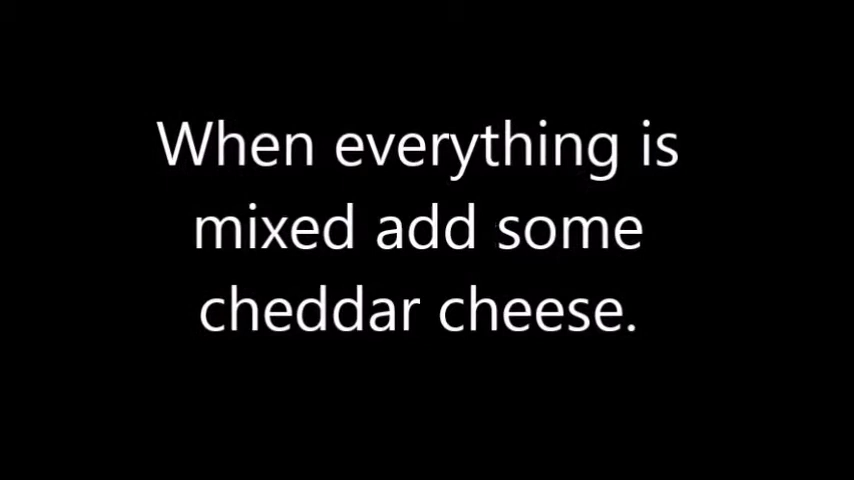 When everything is
mixed add some
cheddar cheese.